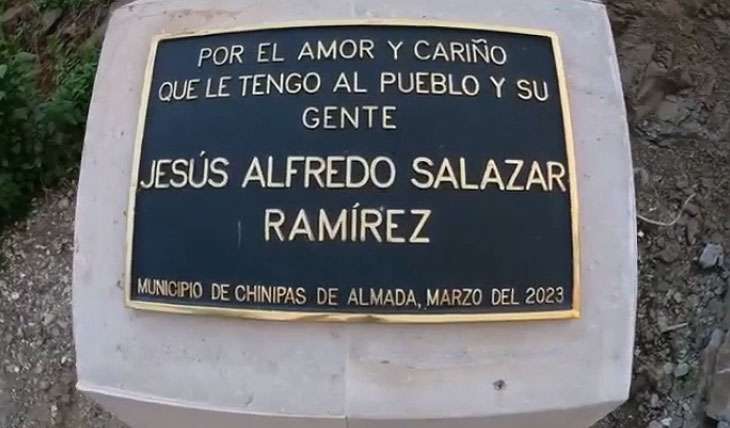 POR EL AMOR Y CARIÑO
QUE LE TENGO AL PUEBLO Y SU
GENTE
JESÚS ALFREDO SALAZAR
RAMÍREZ
MUNICIPIO DE CHINIPAS DE ALMADA, MARZO DEL 2023